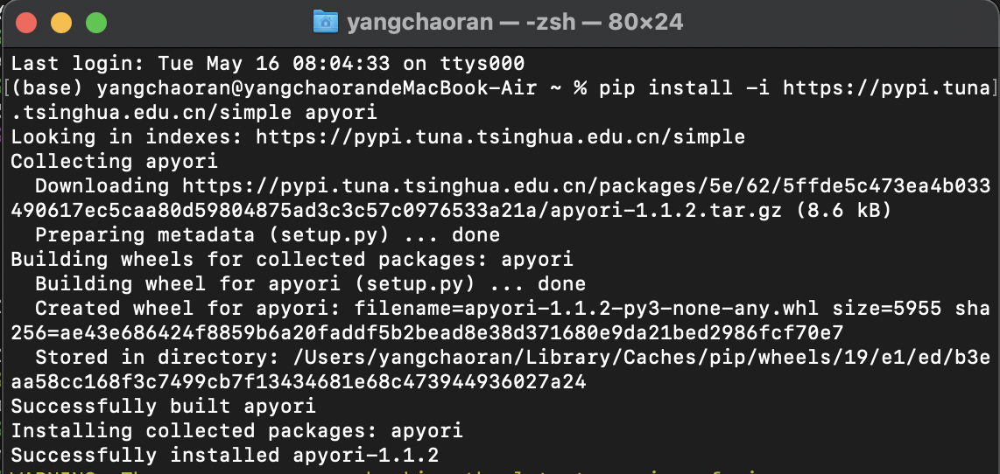 yangchaoran — -zsh — 80×24
Last login: Tue May 16 08:04:33 on ttys000
[(base) yangchaoran@yangchaorandeMacBook-Air ~ % pip install -i https://pypi.tuna]
.tsinghua.edu.cn/simple apyori
Looking in indexes: https://pypi.tuna.tsinghua.edu.cn/simple
Collecting apyori
  Downloading https://pypi.tuna.tsinghua.edu.cn/packages/5e/62/5ffde5c473ea4b033
490617ec5caa80d59804875ad3c3c57c0976533a21a/apyori-1.1.2.tar.gz (8.6 kB)
  Preparing metadata (setup.py) ... done
Building wheels for collected packages: apyori
  Building wheel for apyori (setup.py) ... done
  Created wheel for apyori: filename=apyori-1.1.2-py3-none-any.whl size=5955 sha
256=ae43e686424f8859b6a20faddf5b2bead8e38d371680e9da21bed2986fcf70e7
  Stored in directory: /Users/yangchaoran/Library/Caches/pip/wheels/19/e1/ed/b3e
aa58cc168f3c7499cb7f13434681e68c473944936027a24
Successfully built apyori
Installing collected packages: apyori
Successfully installed apyori-1.1.2